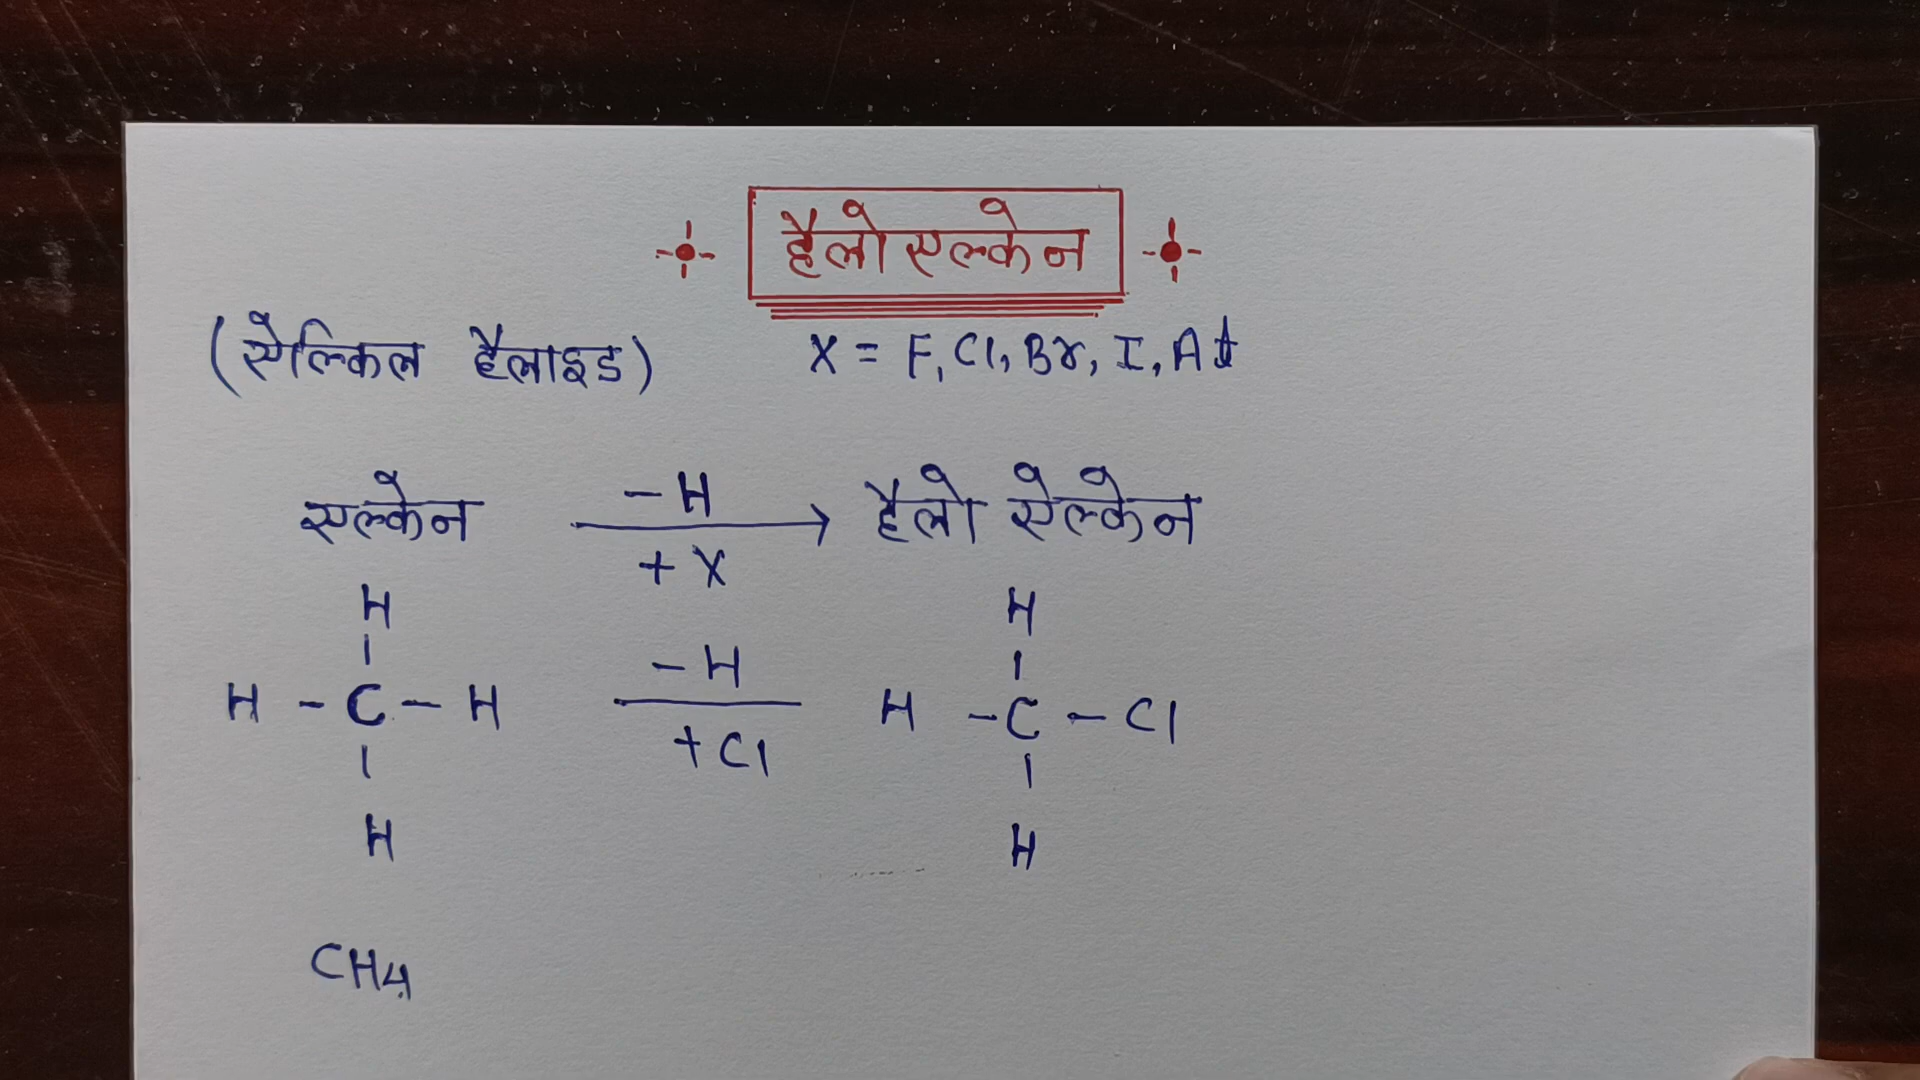 हैलोएल्केन
(ऐल्किल हैलाइड) X = F, Cl, Br, I, At
एल्केन -H हैलो ऐल्केन
+ X
H H
| |
H - C - H -H H - C - Cl
+ Cl
| |
H H
CH4